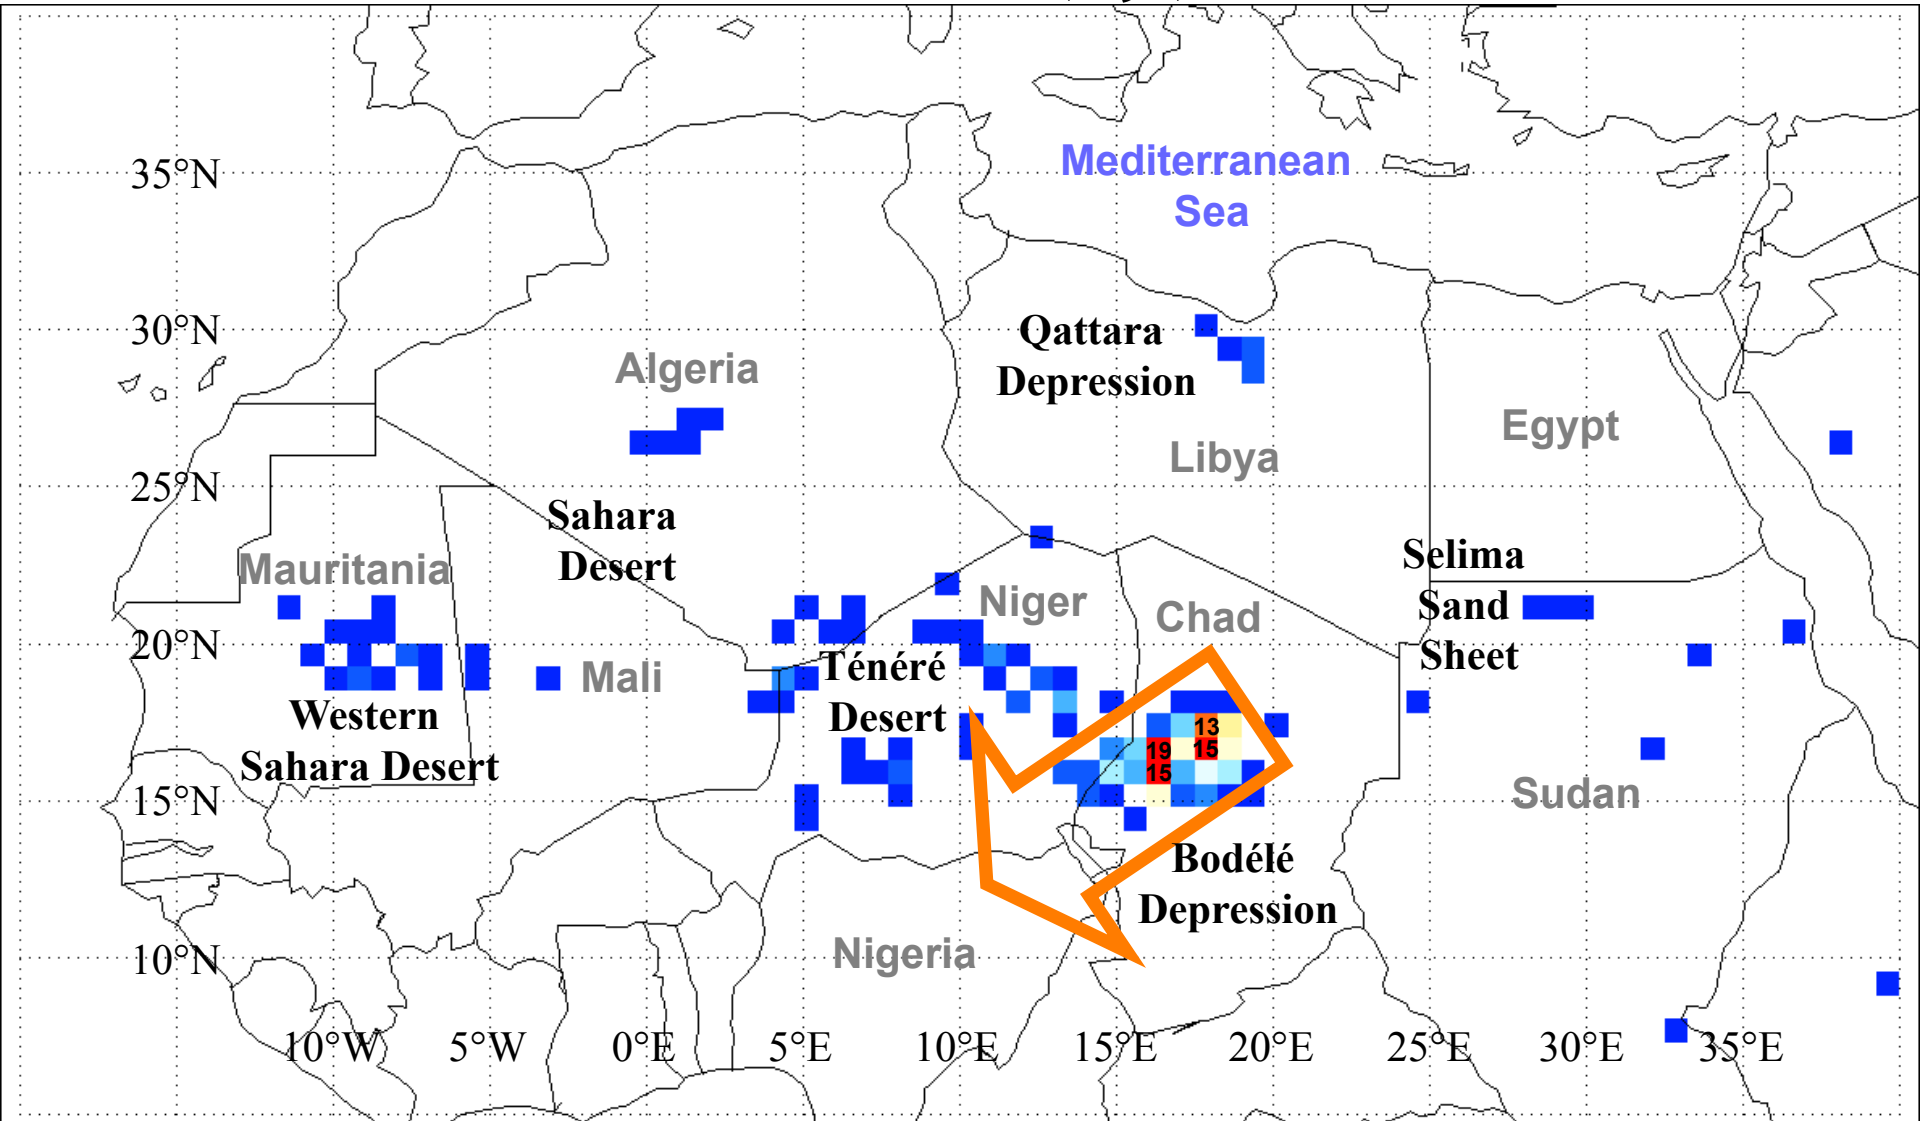 Mediterranean
Sea
35°N
30°N
Qattara
Depression
Algeria
Egypt
Libya
25°N
Sahara
Desert
Mauritania
Selima
Sand
Sheet
Niger
Chad
20°N
Mali
Ténéré
Desert
Western
Sahara Desert
13
19
15
15
15°N
Sudan
Bodélé
Depression
Nigeria
10°N
10°W
5°W
0°E
5°E
10°E
15°E
20°E
25°E
30°E
35°E